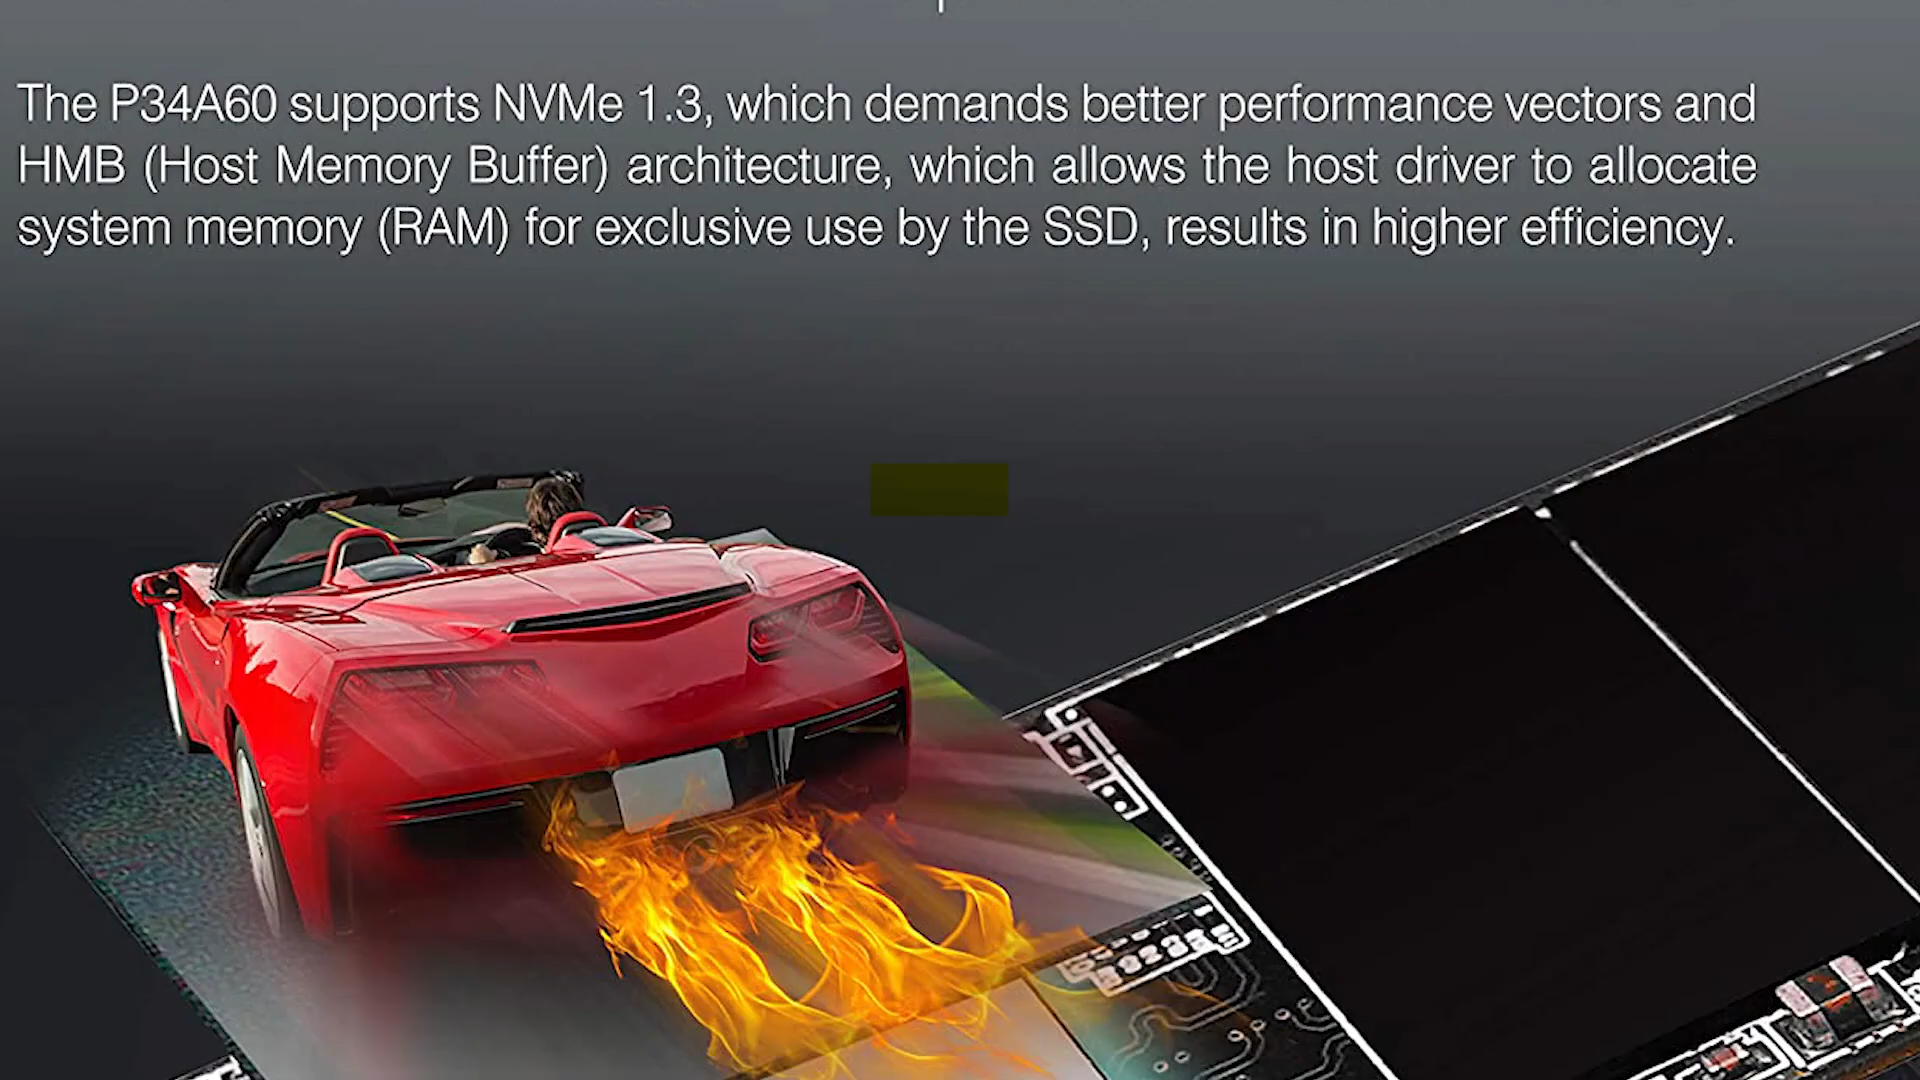 The P34A60 supports NVMe 1.3, which demands better performance vectors and
HMB (Host Memory Buffer) architecture, which allows the host driver to allocate
system memory (RAM) for exclusive use by the SSD, results in higher efficiency.